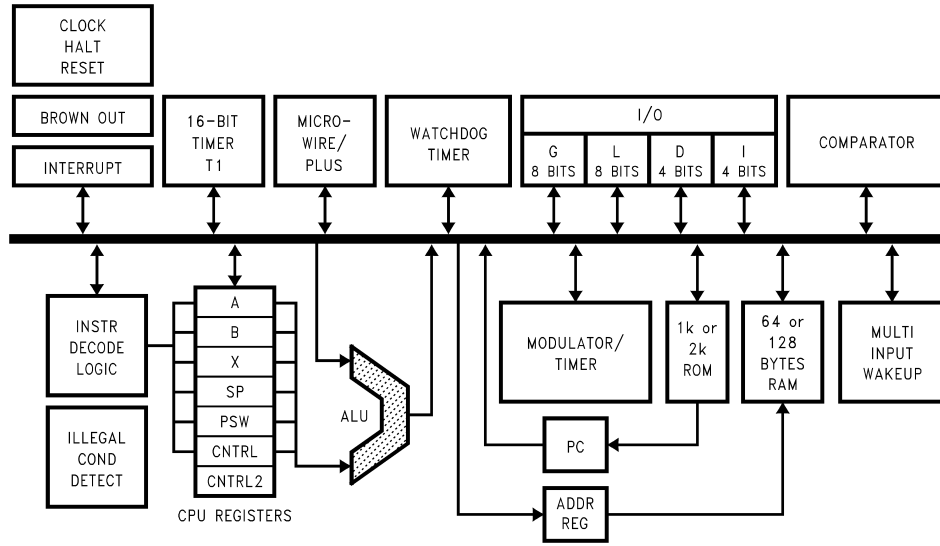 CLOCK
HALT
RESET
BROWN OUT
INTERRUPT
16-BIT
TIMER
T1
MICRO-
WIRE/
PLUS
WATCHDOG
TIMER
I/O
G
8 BITS
L
8 BITS
D
4 BITS
I
4 BITS
COMPARATOR
INSTR
DECODE
LOGIC
ILLEGAL
COND
DETECT
A
B
X
SP
PSW
CNTRL
CNTRL2
CPU REGISTERS
ALU
MODULATOR/
TIMER
1k or
2k
ROM
64 or
128
BYTES
RAM
MULTI
INPUT
WAKEUP
PC
ADDR
REG